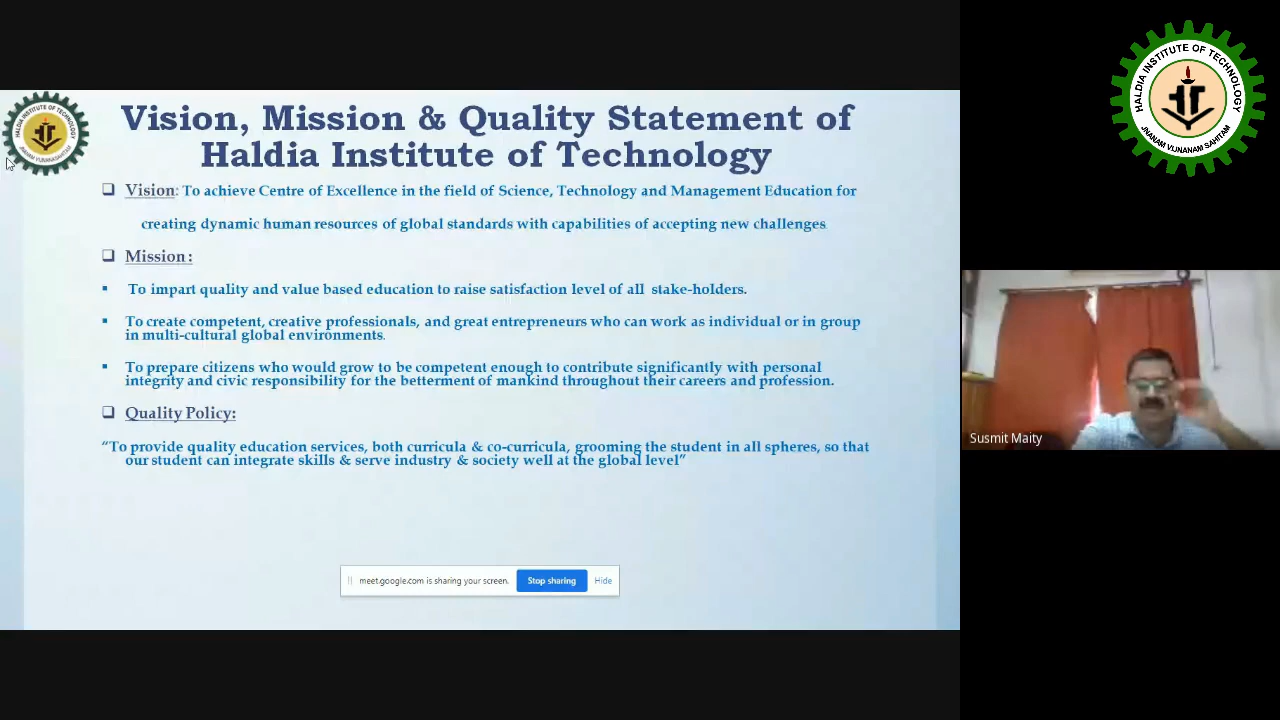 HALDIA INSTITUTE OF TECHNOLOGY
Vision, Mission & Quality Statement of
Haldia Institute of Technology
Vision: To achieve Centre of Excellence in the field of Science, Technology and Management Education for
creating dynamic human resources of global standards with capabilities of accepting new challenges.
Mission:
To impart quality and value based education to raise satisfaction level of all stake-holders.
To create competent, creative professionals, and great entrepreneurs who can work as individual or in group
in multi-cultural global environments.
To prepare citizens who would grow to be competent enough to contribute significantly with personal
integrity and civic responsibility for the betterment of mankind throughout their careers and profession.
Quality Policy:
“To provide quality education services, both curricula & co-curricula, grooming the student in all spheres, so that
our student can integrate skills & serve industry & society well at the global level”
meet.google.com is sharing your screen. Stop sharing Hide
HALDIA INSTITUTE OF TECHNOLOGY
JNANAM VIJNANAM SAHITAM
Susmit Maity